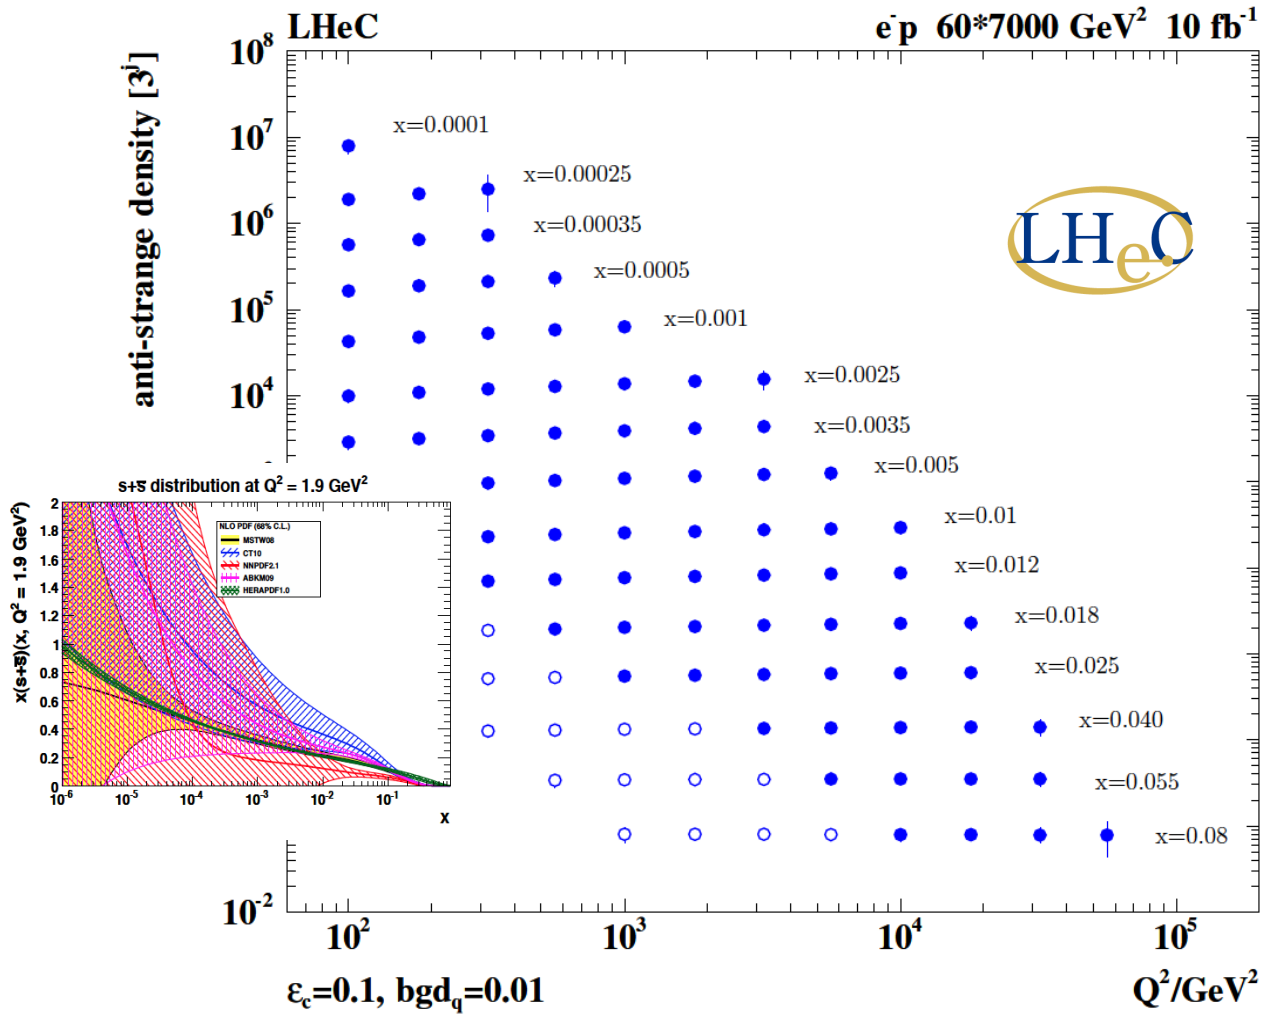 LHeC
e⁻p 60*7000 GeV² 10 fb⁻¹
anti-strange density [3ʲ]
10⁸
10⁷
10⁶
10⁵
10⁴
10⁻²
x=0.0001
x=0.00025
x=0.00035
x=0.0005
x=0.001
x=0.0025
x=0.0035
x=0.005
x=0.01
x=0.012
x=0.018
x=0.025
x=0.040
x=0.055
x=0.08
LHeC
s+s̅ distribution at Q² = 1.9 GeV²
x(s+s̅)(x, Q² = 1.9 GeV²)
2
1.8
1.6
1.4
1.2
1
0.8
0.6
0.4
0.2
0
NLO PDF (68% C.L.)
MSTW08
CT10
NNPDF2.1
ABKM09
HERAPDF1.0
10⁻⁶ 10⁻⁵ 10⁻⁴ 10⁻³ 10⁻² 10⁻¹
x
10² 10³ 10⁴ 10⁵
ε_c=0.1, bgd_q=0.01
Q²/GeV²